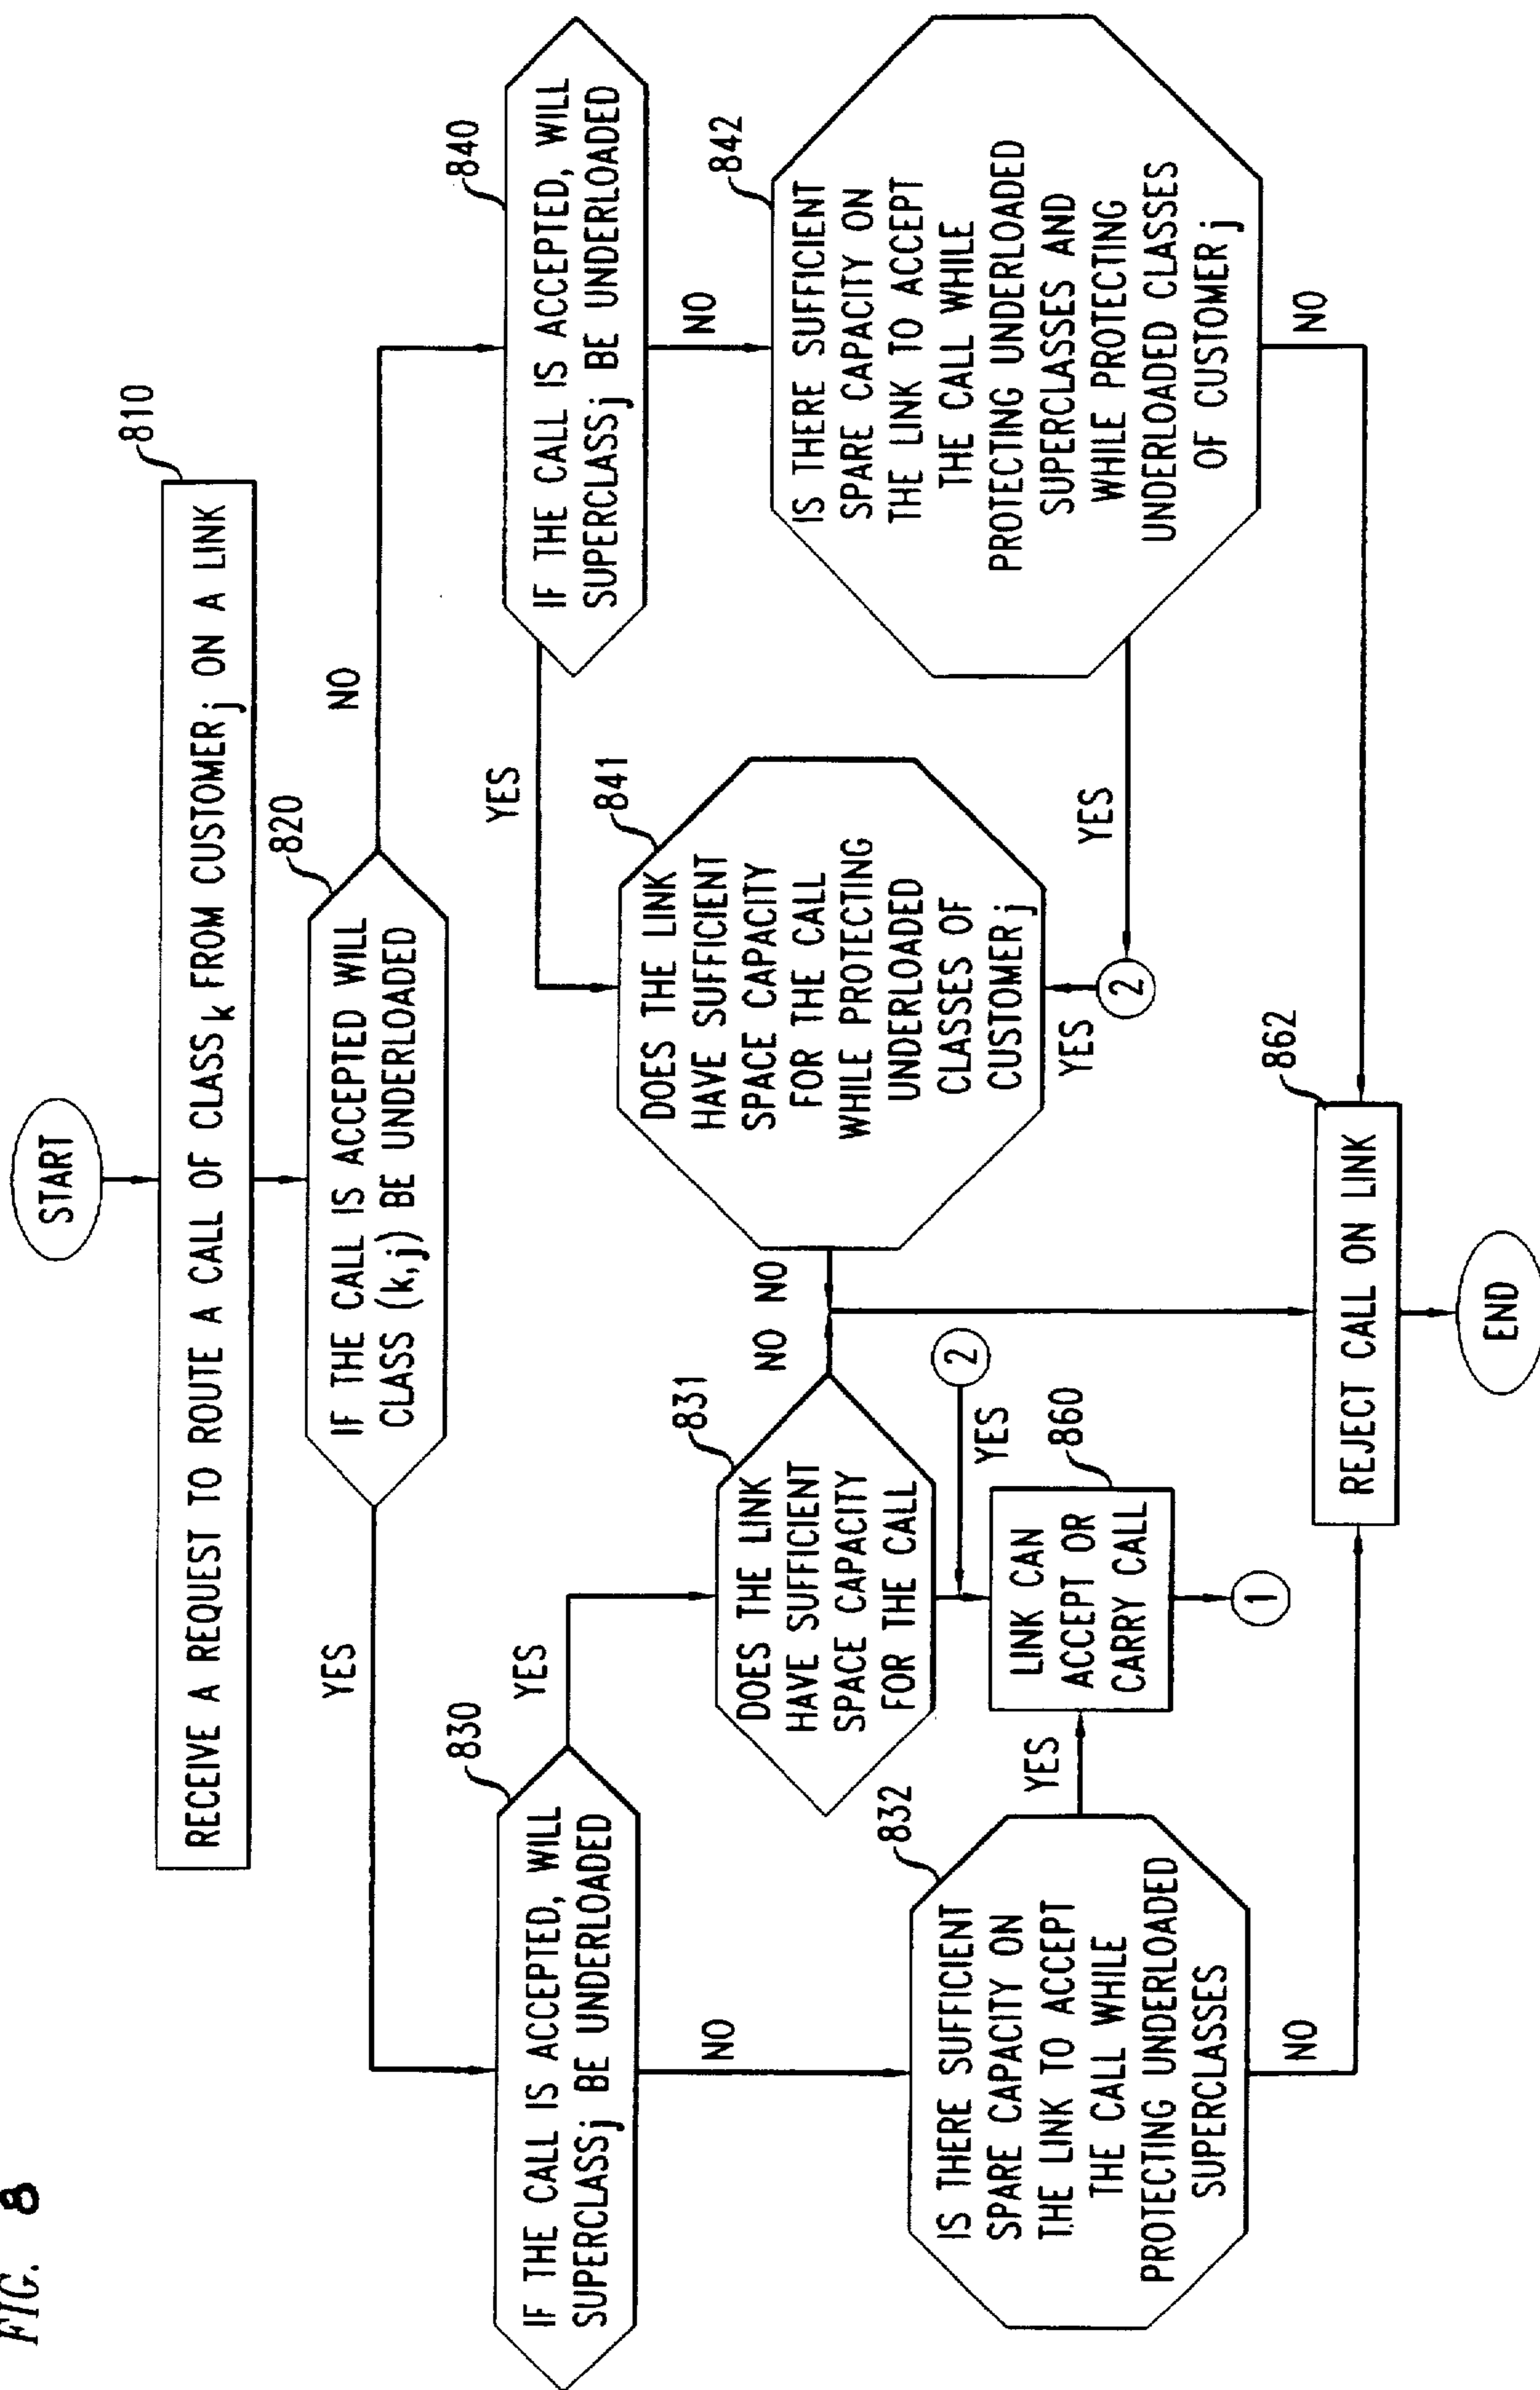 FIG. 8
START
810
RECEIVE A REQUEST TO ROUTE A CALL OF CLASS k FROM CUSTOMER j ON A LINK
820
IF THE CALL IS ACCEPTED WILL
CLASS (k,j) BE UNDERLOADED
YES
NO
830
IF THE CALL IS ACCEPTED, WILL
SUPERCLASS j BE UNDERLOADED
YES
NO
840
IF THE CALL IS ACCEPTED, WILL
SUPERCLASS j BE UNDERLOADED
YES
NO
831
DOES THE LINK
HAVE SUFFICIENT
SPACE CAPACITY
FOR THE CALL
NO
NO
841
DOES THE LINK
HAVE SUFFICIENT
SPACE CAPACITY
FOR THE CALL
WHILE PROTECTING
UNDERLOADED
CLASSES OF
CUSTOMER j
YES
2
842
IS THERE SUFFICIENT
SPARE CAPACITY ON
THE LINK TO ACCEPT
THE CALL WHILE
PROTECTING UNDERLOADED
SUPERCLASSES AND
WHILE PROTECTING
UNDERLOADED CLASSES
OF CUSTOMER j
YES
NO
832
IS THERE SUFFICIENT
SPARE CAPACITY ON
THE LINK TO ACCEPT
THE CALL WHILE
PROTECTING UNDERLOADED
SUPERCLASSES
YES
NO
2
YES
860
LINK CAN
ACCEPT OR
CARRY CALL
1
862
REJECT CALL ON LINK
END